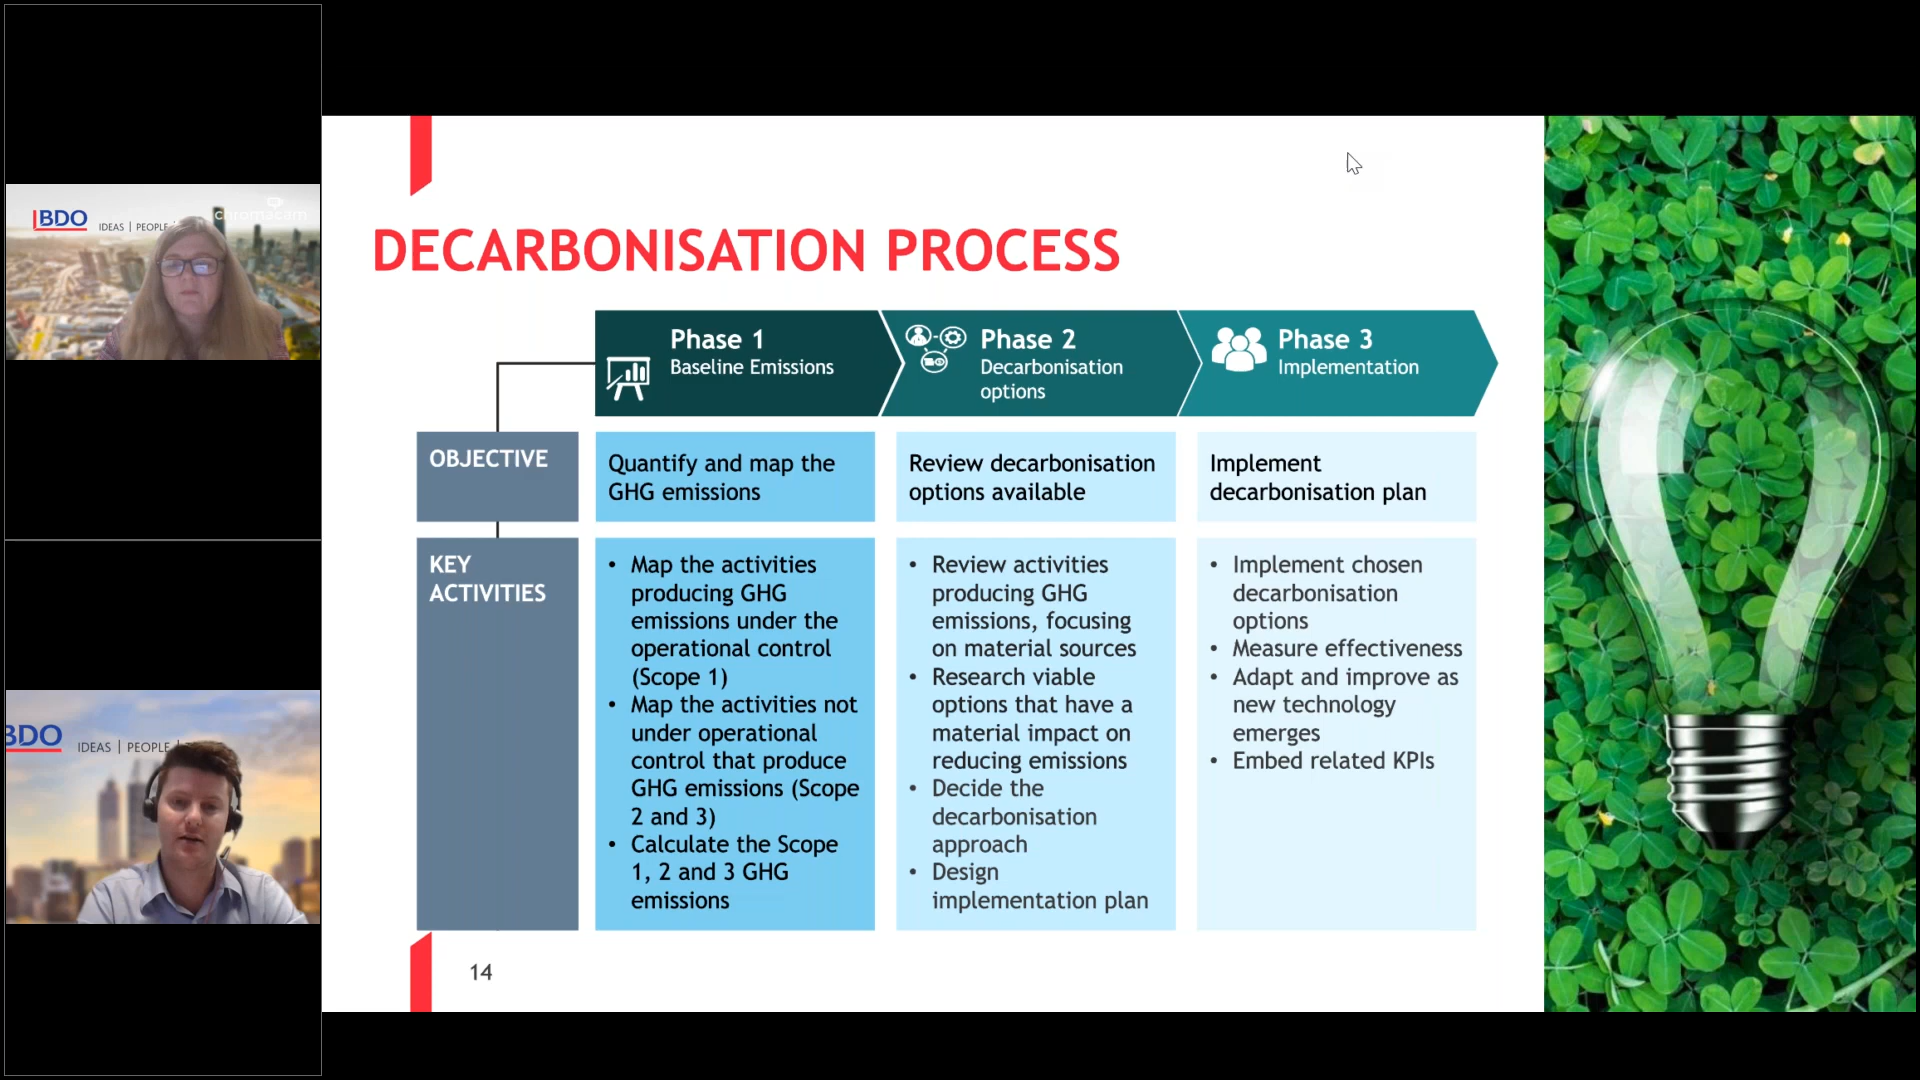 BDO
IDEAS | PEOPLE
chromacam
BDO
IDEAS | PEOPLE |
DECARBONISATION PROCESS
Phase 1
Baseline Emissions
Phase 2
Decarbonisation
options
Phase 3
Implementation
OBJECTIVE
Quantify and map the
GHG emissions
Review decarbonisation
options available
Implement
decarbonisation plan
KEY
ACTIVITIES
• Map the activities
producing GHG
emissions under the
operational control
(Scope 1)
• Map the activities not
under operational
control that produce
GHG emissions (Scope
2 and 3)
• Calculate the Scope
1, 2 and 3 GHG
emissions
• Review activities
producing GHG
emissions, focusing
on material sources
• Research viable
options that have a
material impact on
reducing emissions
• Decide the
decarbonisation
approach
• Design
implementation plan
• Implement chosen
decarbonisation
options
• Measure effectiveness
• Adapt and improve as
new technology
emerges
• Embed related KPIs
14